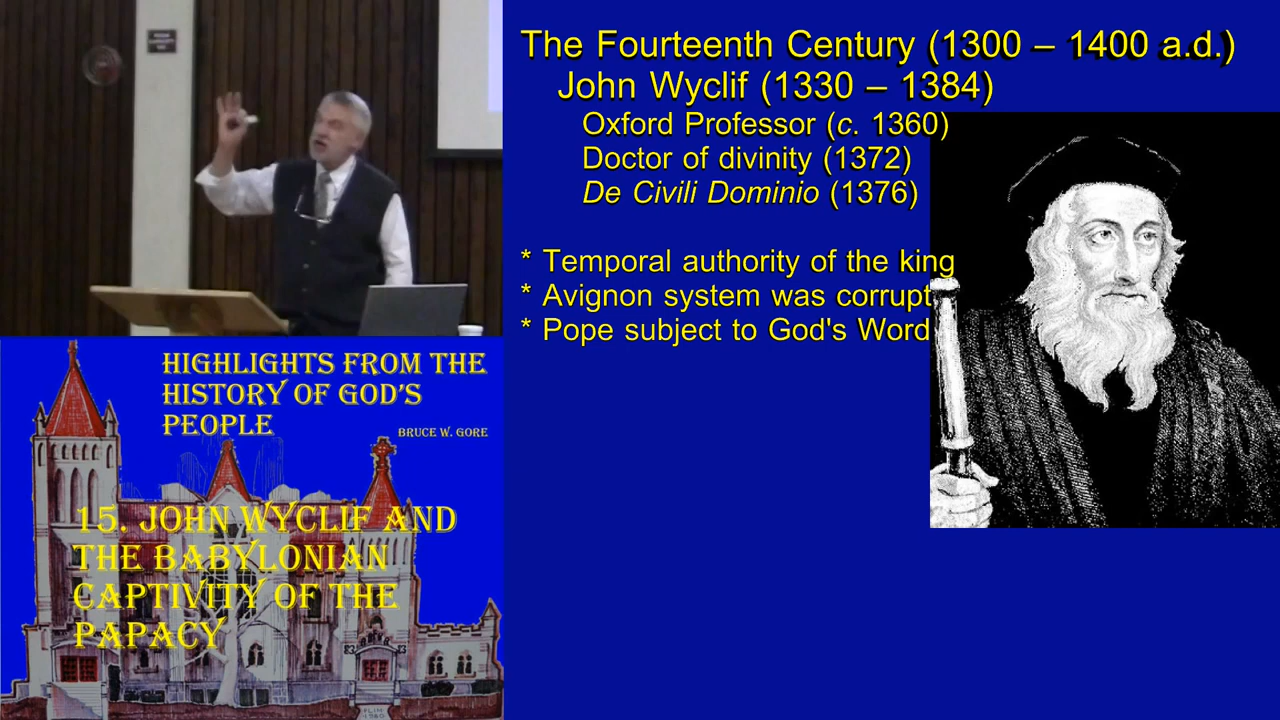 The Fourteenth Century (1300 – 1400 a.d.)
John Wyclif (1330 – 1384)
Oxford Professor (c. 1360)
Doctor of divinity (1372)
De Civili Dominio (1376)
* Temporal authority of the king
* Avignon system was corrupt
* Pope subject to God's Word
HIGHLIGHTS FROM THE
HISTORY OF GOD'S
PEOPLE
BRUCE W. GORE
15. JOHN WYCLIF AND
THE BABYLONIAN
CAPTIVITY OF THE
PAPACY